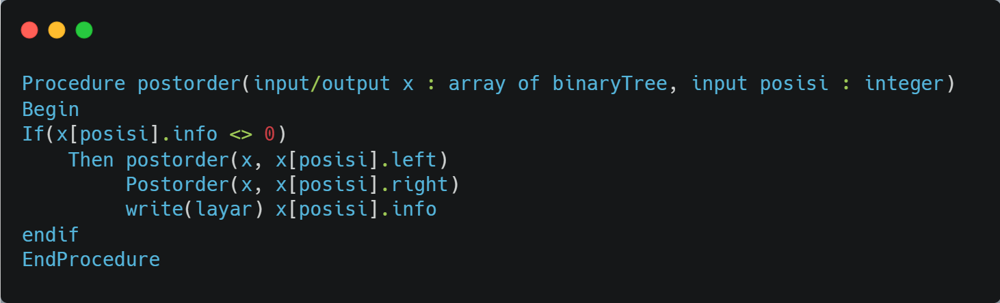 Procedure postorder(input/output x : array of binaryTree, input posisi : integer)
Begin
If(x[posisi].info <> 0)
    Then postorder(x, x[posisi].left)
         Postorder(x, x[posisi].right)
         write(layar) x[posisi].info
endif
EndProcedure